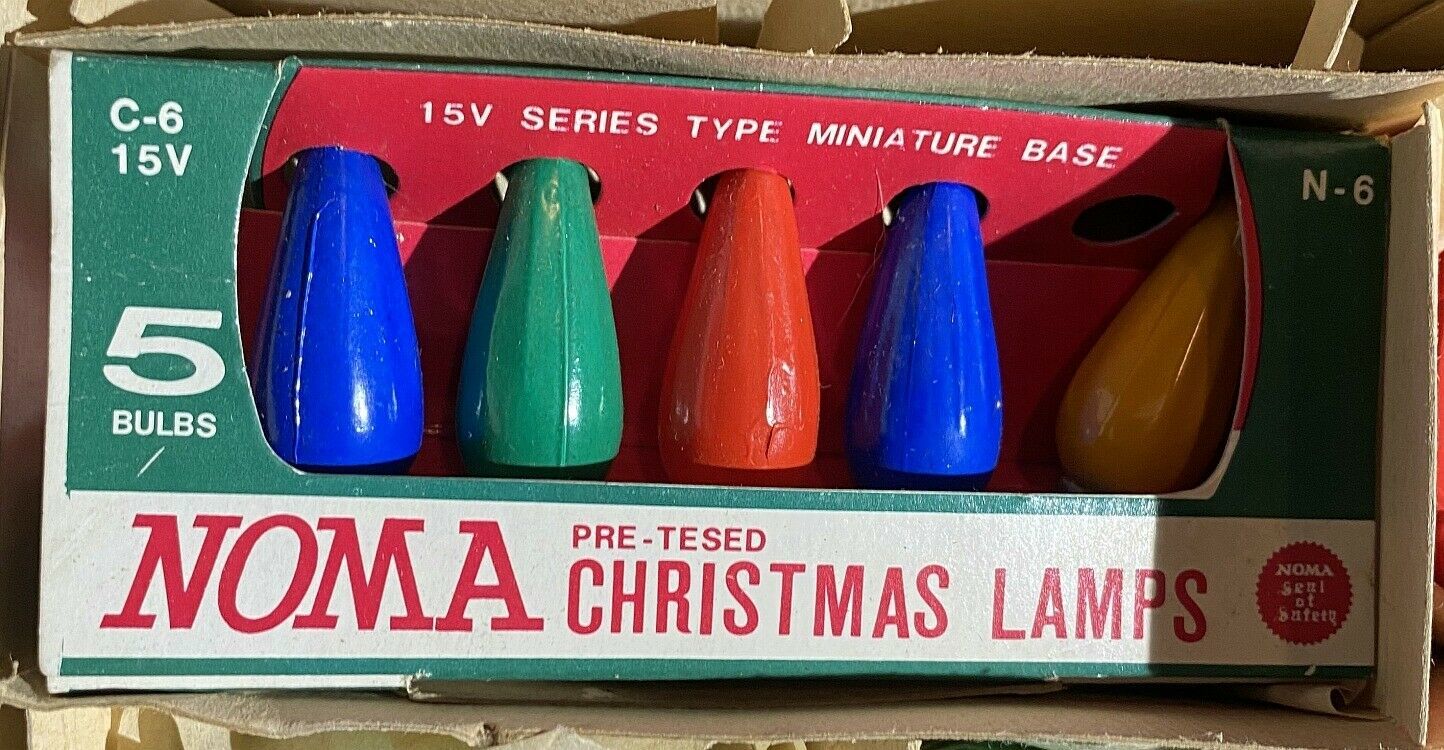 C-6
15V
15V SERIES TYPE MINIATURE BASE
N-6
5
BULBS
NOMA
PRE-TESED
CHRISTMAS LAMPS
NOMA
Seal
of
Safety